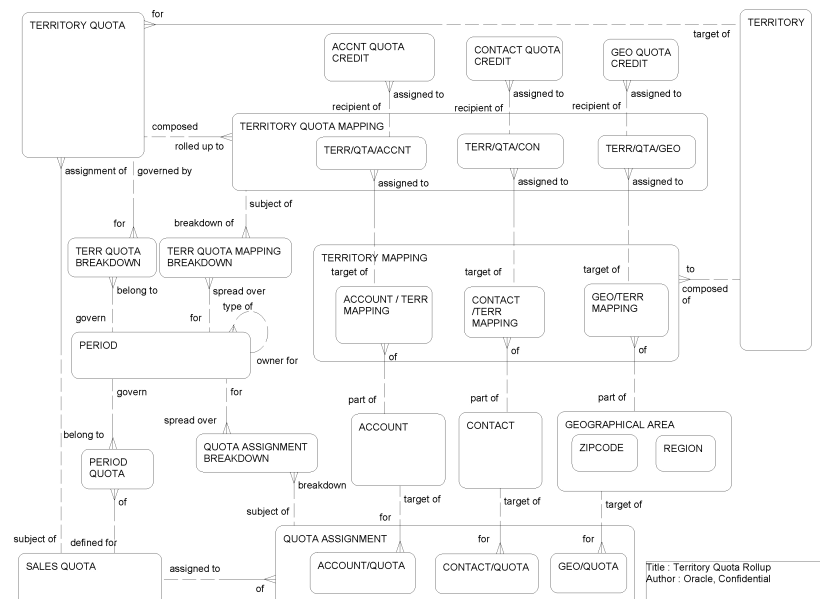 for
TERRITORY QUOTA
TERRITORY
target of
ACCNT QUOTA
CREDIT
CONTACT QUOTA
CREDIT
GEO QUOTA
CREDIT
assigned to
assigned to
assigned to
recipient of
recipient of
recipient of
composed
TERRITORY QUOTA MAPPING
rolled up to
TERR/QTA/ACCNT
TERR/QTA/CON
TERR/QTA/GEO
assignment of
governed by
assigned to
assigned to
assigned to
subject of
for
breakdown of
TERR QUOTA
BREAKDOWN
TERR QUOTA MAPPING
BREAKDOWN
TERRITORY MAPPING
target of
target of
target of
to
composed
of
belong to
spread over
ACCOUNT / TERR
MAPPING
CONTACT
/TERR
MAPPING
GEO/TERR
MAPPING
type of
govern
for
PERIOD
owner for
of
of
of
govern
for
part of
part of
part of
spread over
ACCOUNT
CONTACT
GEOGRAPHICAL AREA
belong to
QUOTA ASSIGNMENT
BREAKDOWN
ZIPCODE
REGION
PERIOD
QUOTA
breakdown
of
target of
target of
target of
subject of
for
subject of
defined for
QUOTA ASSIGNMENT
for
for
SALES QUOTA
assigned to
of
ACCOUNT/QUOTA
CONTACT/QUOTA
GEO/QUOTA
Title : Territory Quota Rollup
Author : Oracle, Confidential